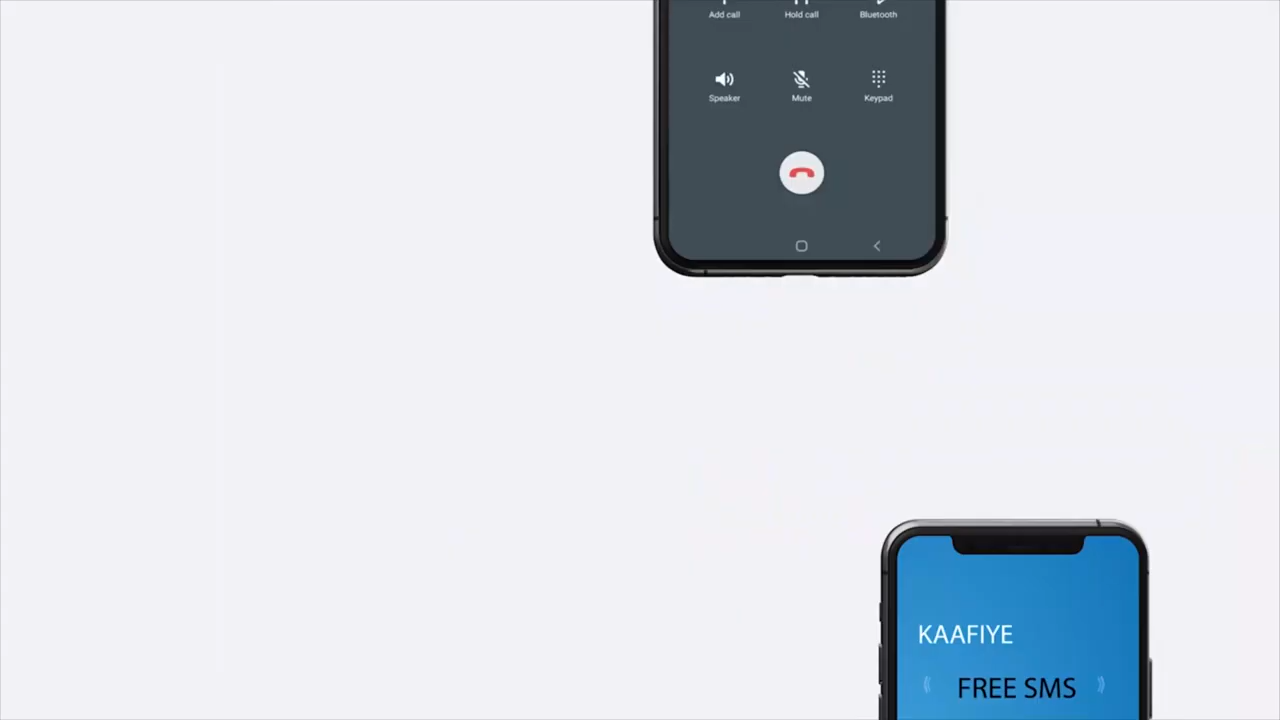 Add call Hold call Bluetooth
Speaker Mute Keypad
KAAFIYE
FREE SMS